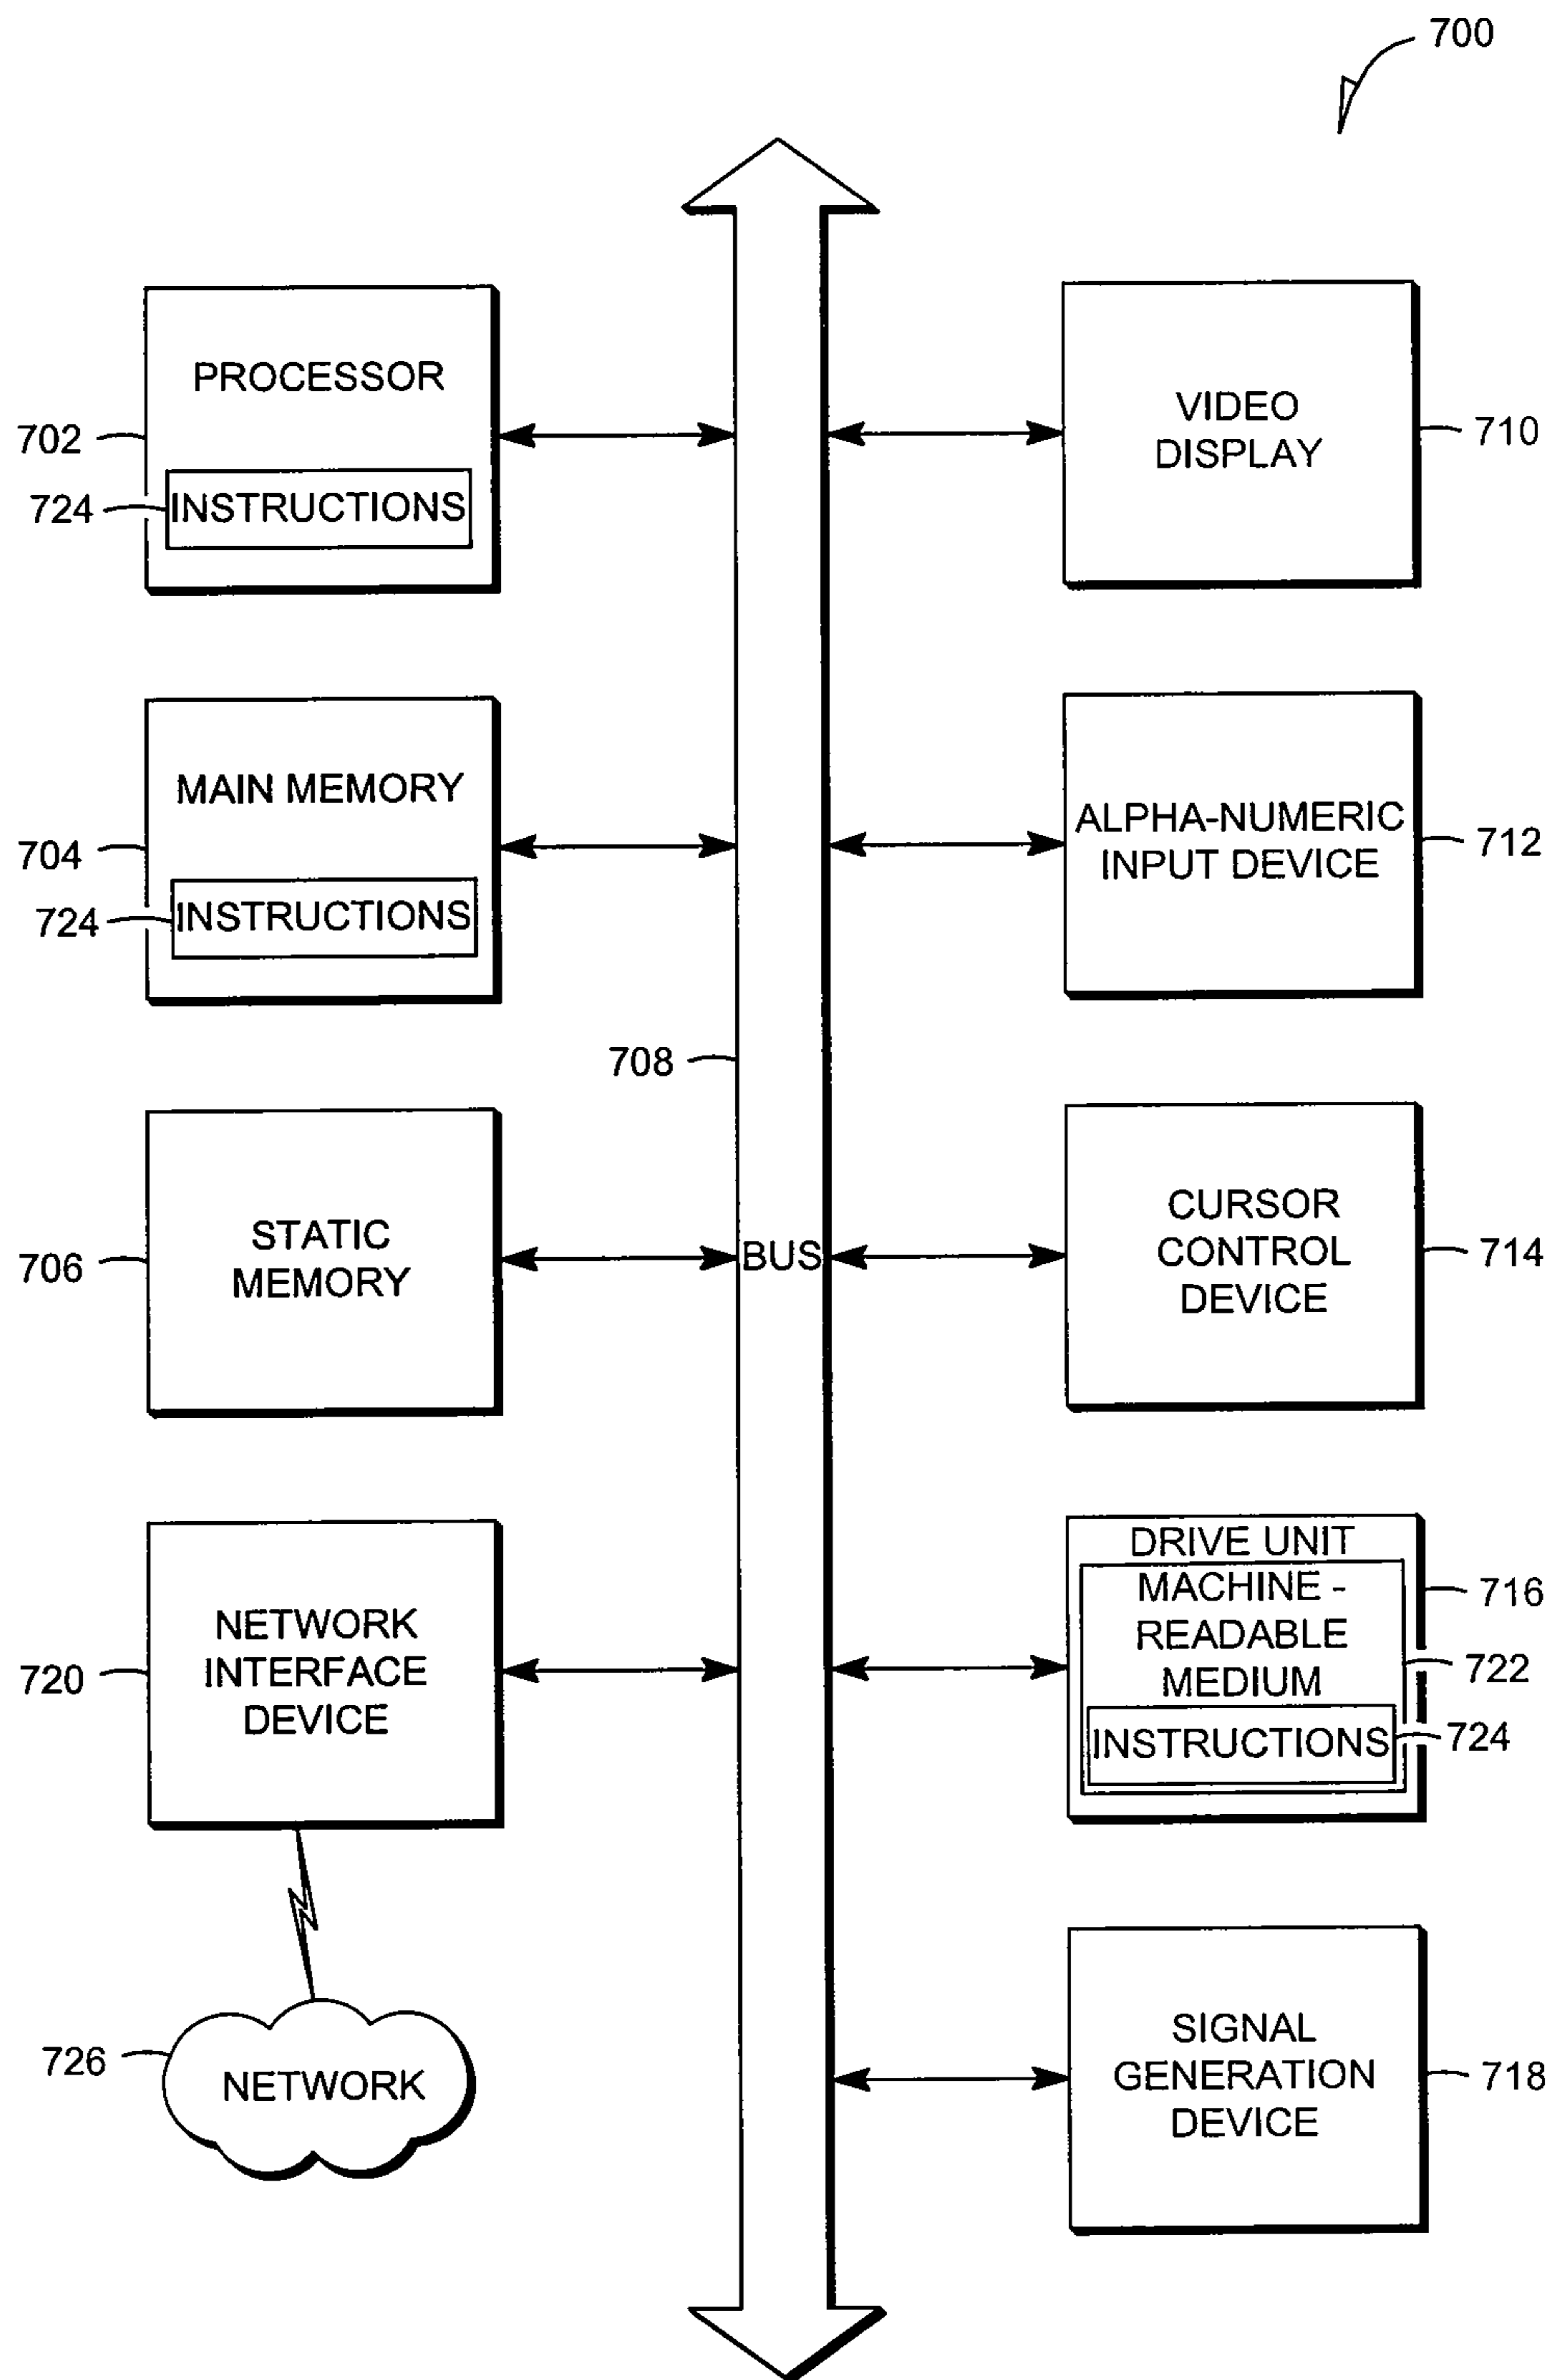 700
PROCESSOR
702
724
INSTRUCTIONS
VIDEO
DISPLAY
710
MAIN MEMORY
704
724
INSTRUCTIONS
ALPHA-NUMERIC
INPUT DEVICE
712
708
STATIC
MEMORY
706
BUS
CURSOR
CONTROL
DEVICE
714
NETWORK
INTERFACE
DEVICE
720
DRIVE UNIT
MACHINE -
READABLE
MEDIUM
716
722
INSTRUCTIONS
724
726
NETWORK
SIGNAL
GENERATION
DEVICE
718